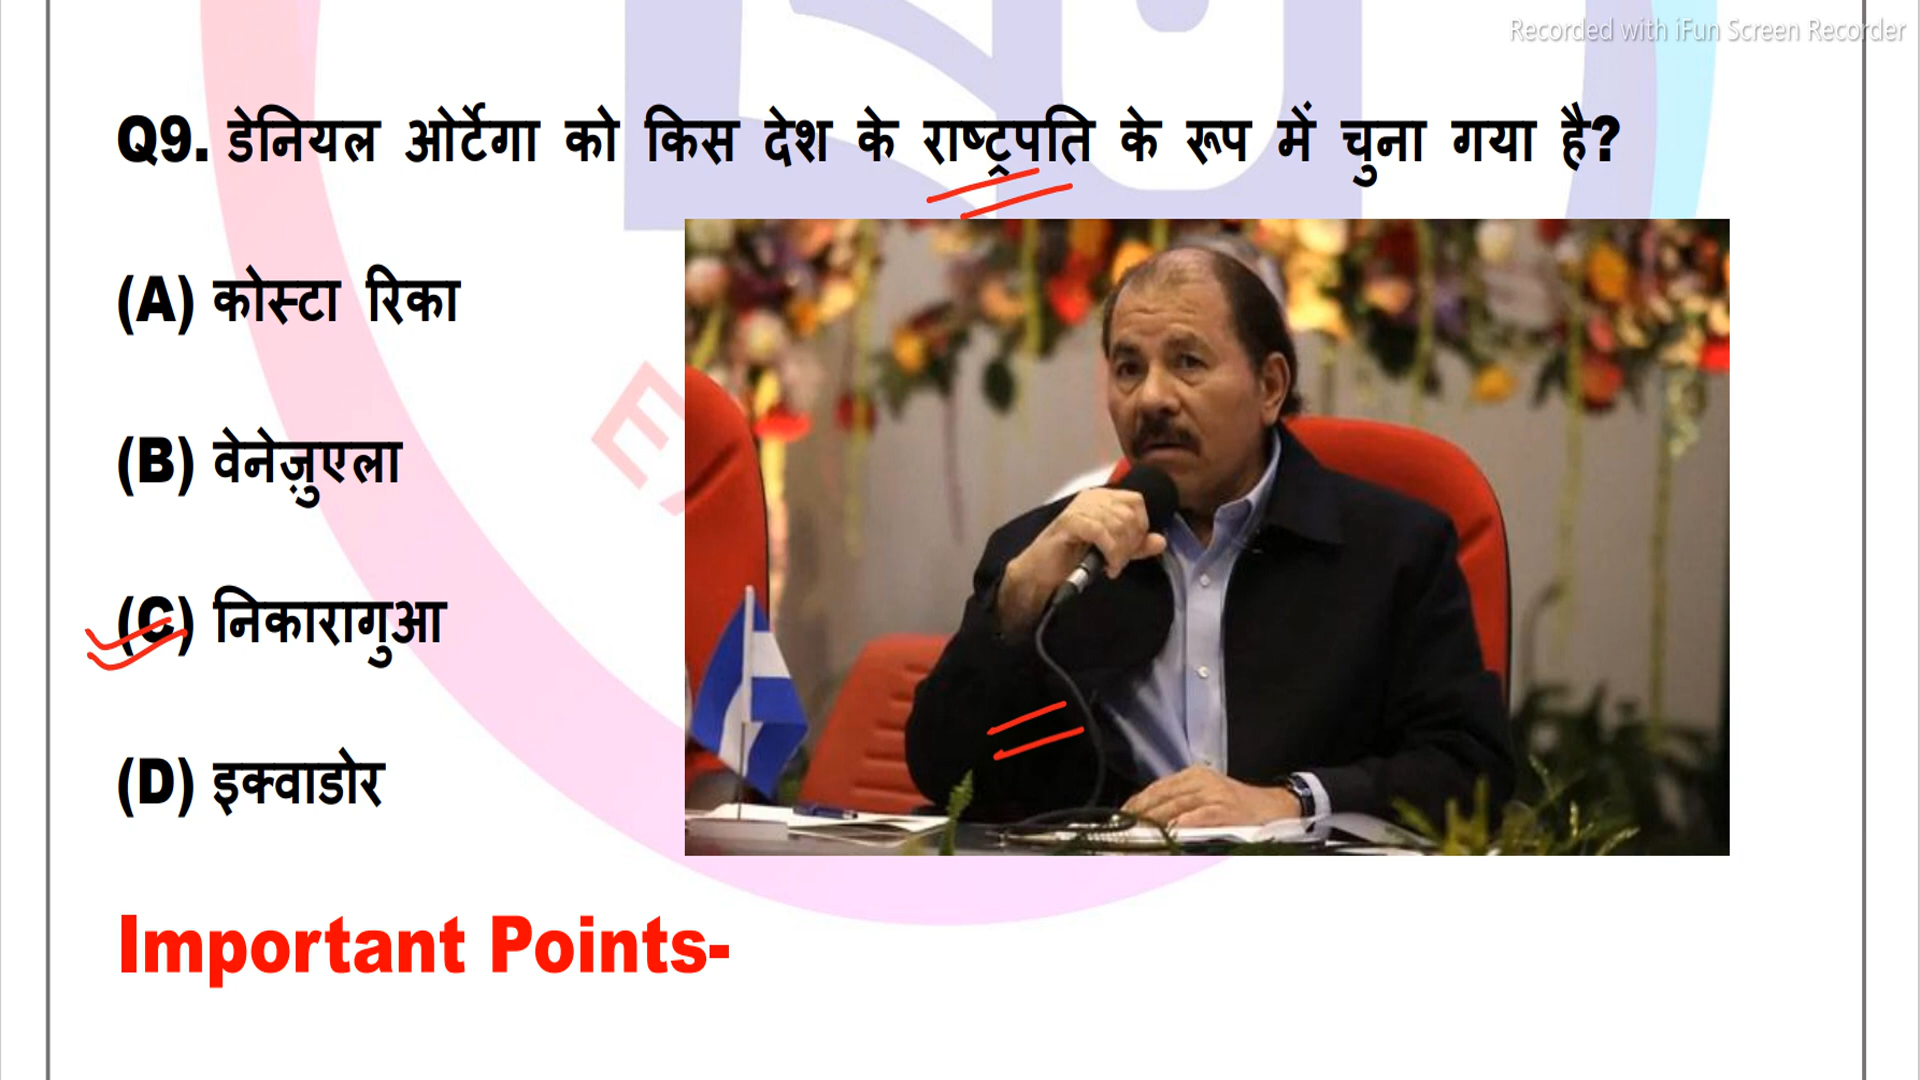 Recorded with iFun Screen Recorder
Q9. डेनियल ओर्टेगा को किस देश के राष्ट्रपति के रूप में चुना गया है?
(A) कोस्टा रिका
(B) वेनेज़ुएला
(C) निकारागुआ
(D) इक्वाडोर
Important Points-